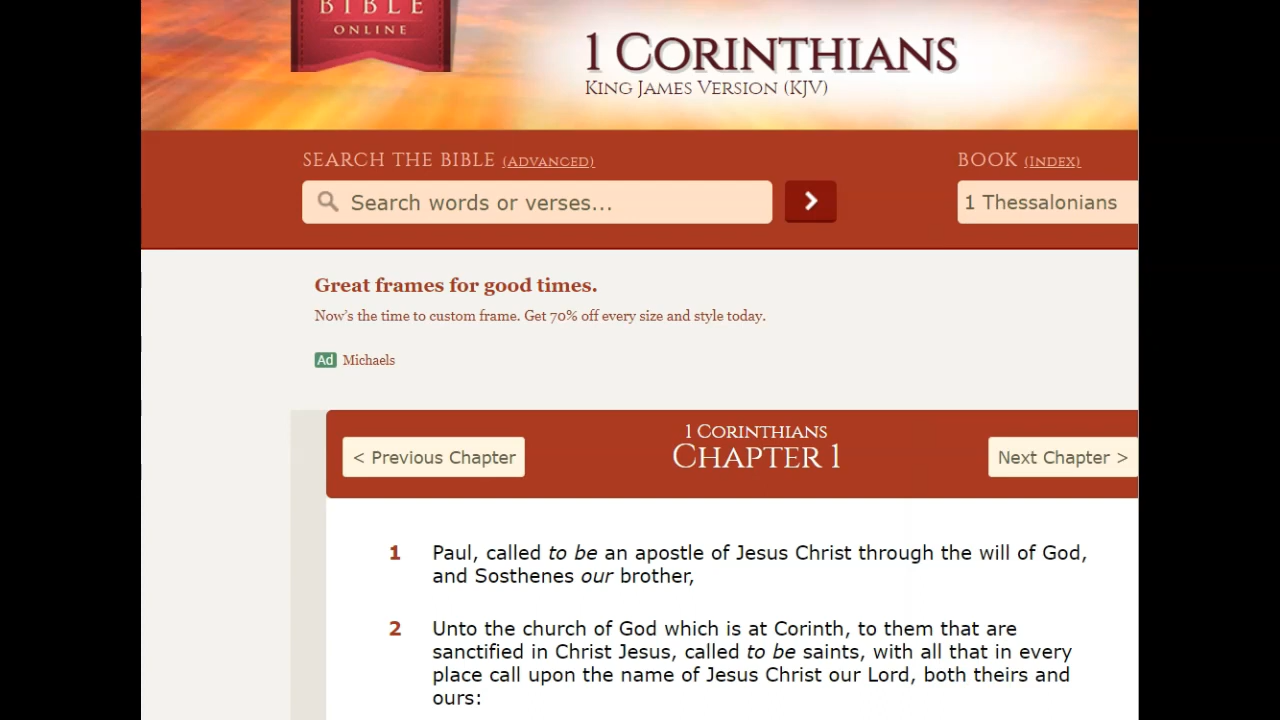 BIBLE
ONLINE
1 CORINTHIANS
KING JAMES VERSION (KJV)
SEARCH THE BIBLE (ADVANCED)
BOOK (INDEX)
Search words or verses...
1 Thessalonians
Great frames for good times.
Now's the time to custom frame. Get 70% off every size and style today.
Ad Michaels
1 CORINTHIANS
< Previous Chapter
CHAPTER 1
Next Chapter >
1 Paul, called to be an apostle of Jesus Christ through the will of God,
and Sosthenes our brother,
2 Unto the church of God which is at Corinth, to them that are
sanctified in Christ Jesus, called to be saints, with all that in every
place call upon the name of Jesus Christ our Lord, both theirs and
ours: